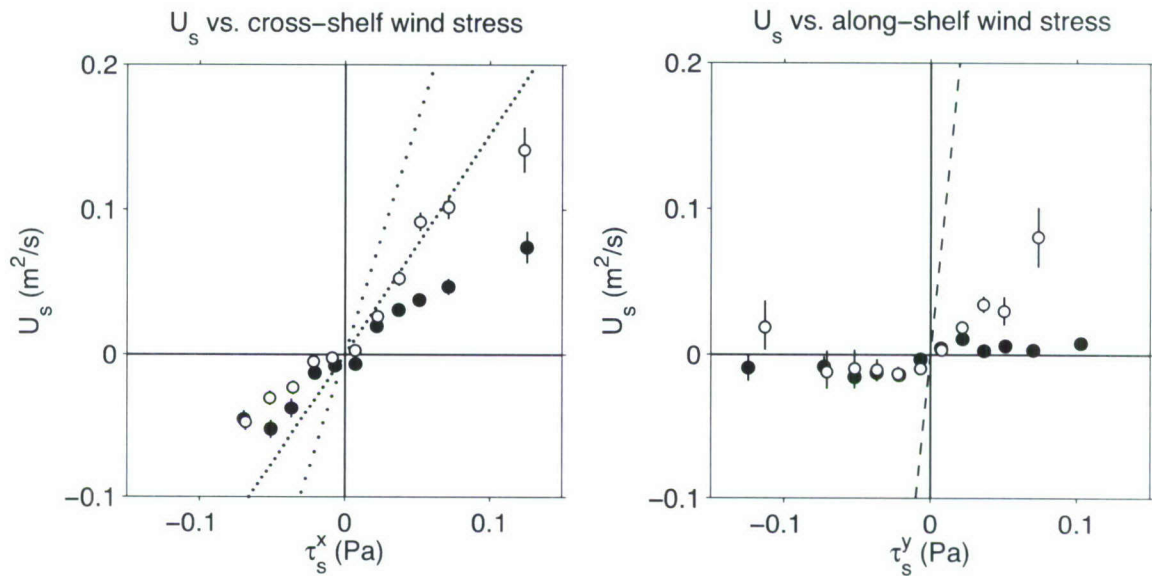 U_s vs. cross−shelf wind stress
0.2
0.1
0
−0.1
U_s (m²/s)
−0.1
0
0.1
τ_s^x (Pa)
U_s vs. along−shelf wind stress
0.2
0.1
0
−0.1
U_s (m²/s)
−0.1
0
0.1
τ_s^y (Pa)